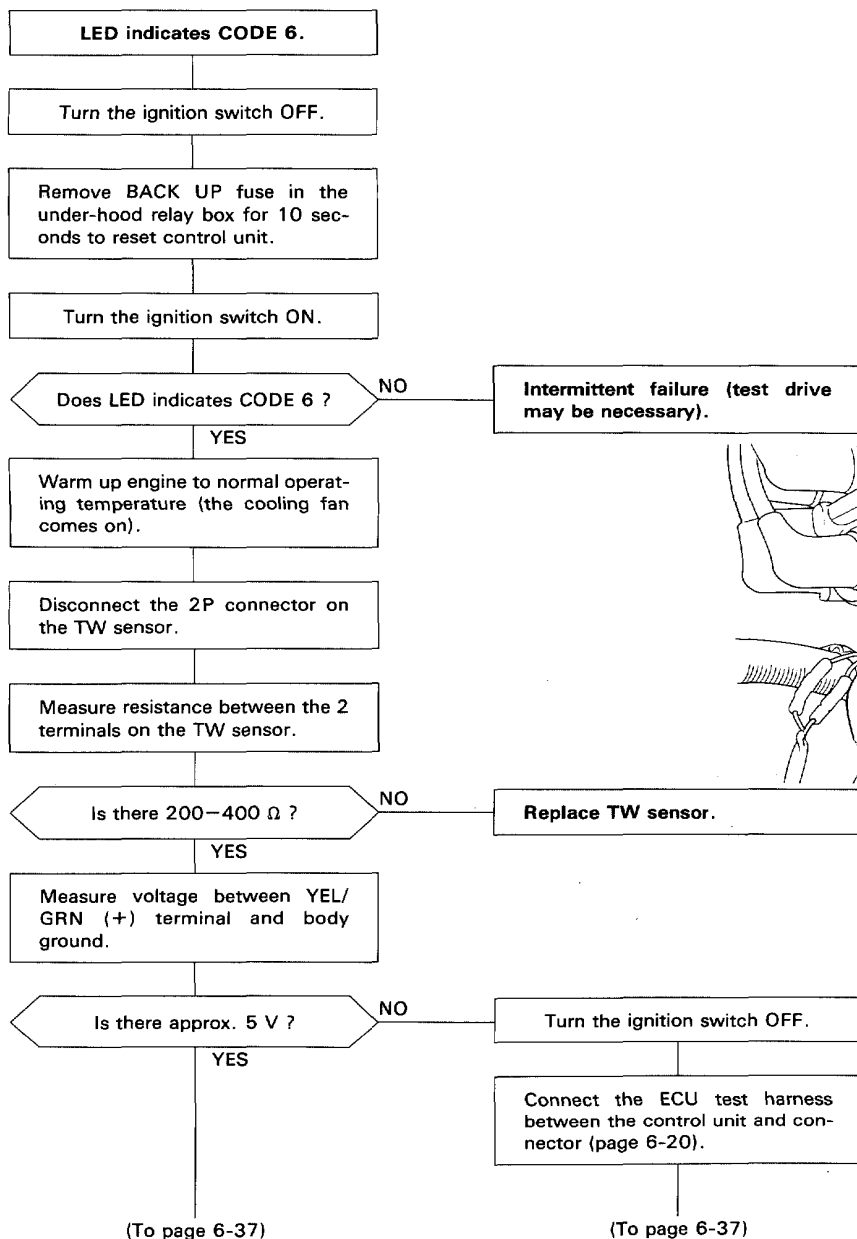 LED indicates CODE 6.
Turn the ignition switch OFF.
Remove BACK UP fuse in the
under-hood relay box for 10 sec-
onds to reset control unit.
Turn the ignition switch ON.
Does LED indicates CODE 6 ?
NO
Intermittent failure (test drive
may be necessary).
YES
Warm up engine to normal operat-
ing temperature (the cooling fan
comes on).
Disconnect the 2P connector on
the TW sensor.
Measure resistance between the 2
terminals on the TW sensor.
Is there 200−400 Ω ?
NO
Replace TW sensor.
YES
Measure voltage between YEL/
GRN (+) terminal and body
ground.
Is there approx. 5 V ?
NO
Turn the ignition switch OFF.
YES
Connect the ECU test harness
between the control unit and con-
nector (page 6-20).
(To page 6-37)
(To page 6-37)